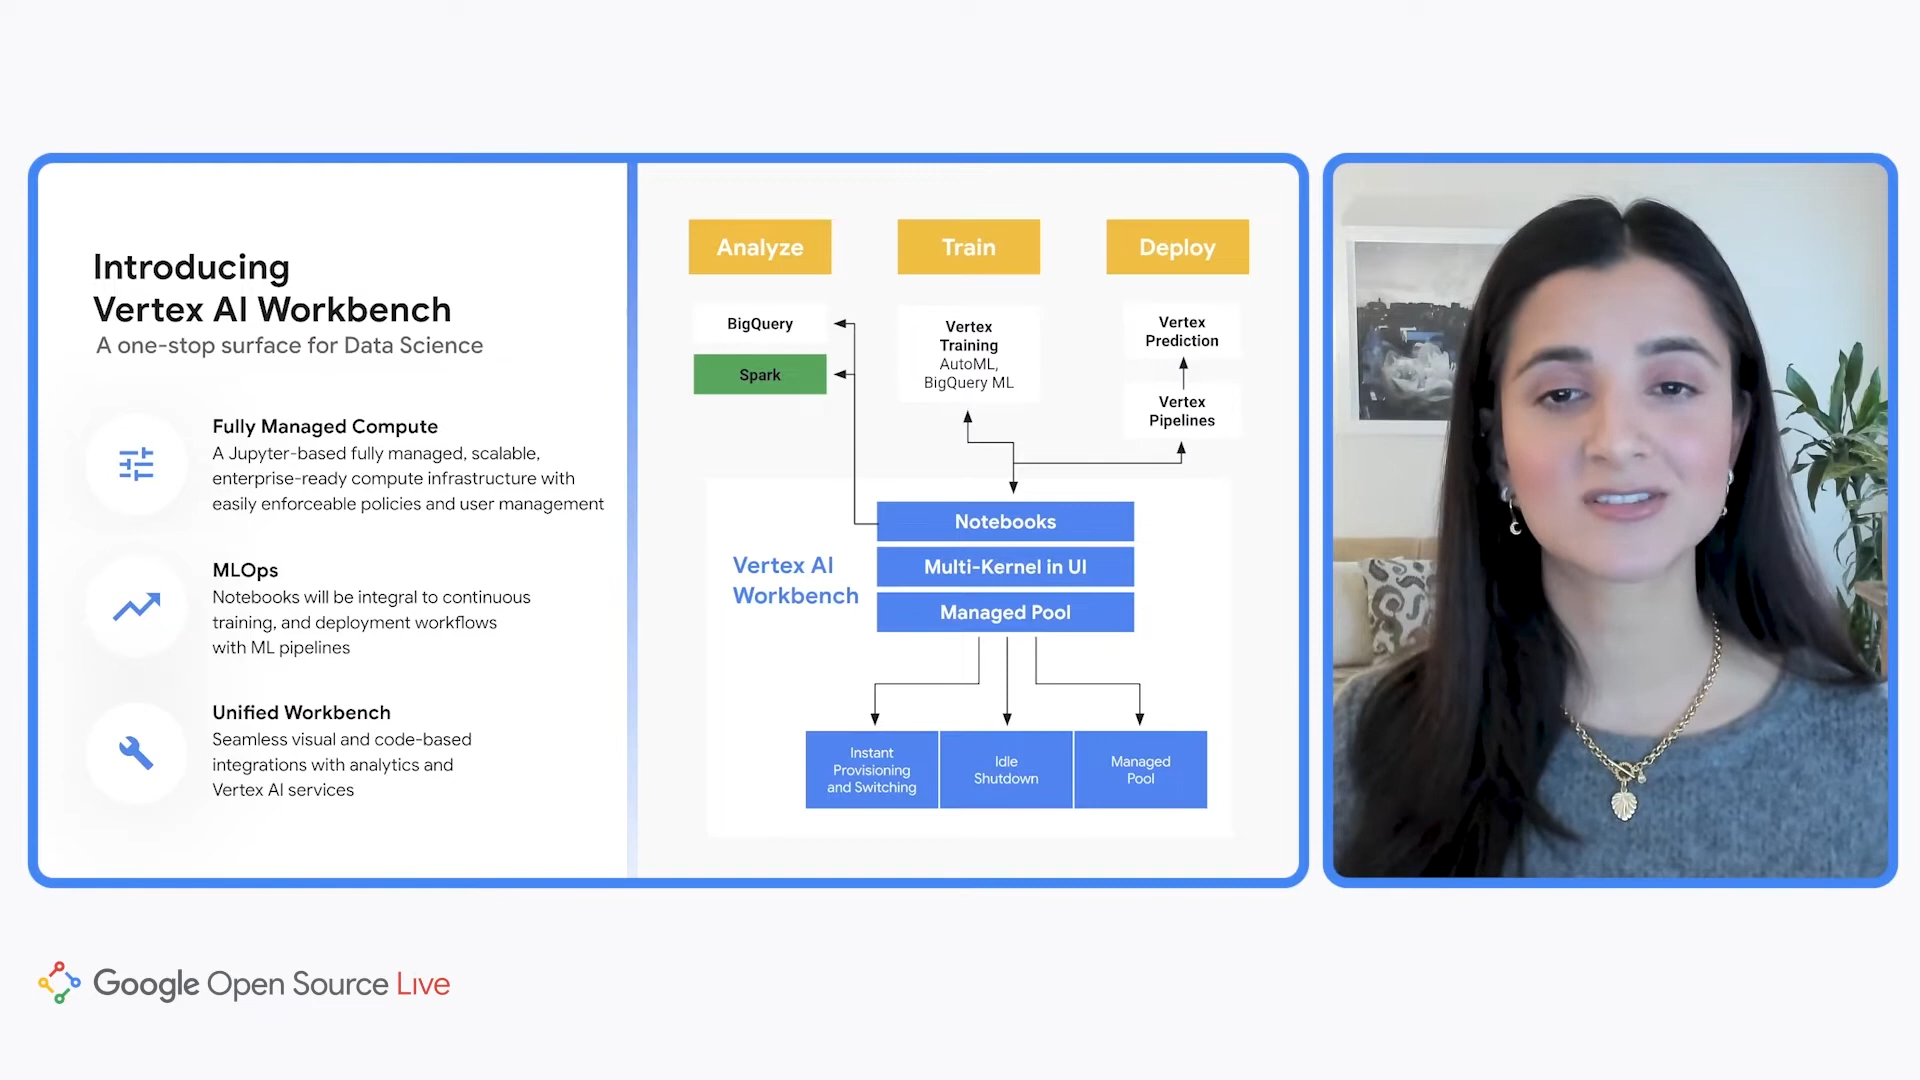 Introducing
Vertex AI Workbench
A one-stop surface for Data Science
Fully Managed Compute
A Jupyter-based fully managed, scalable,
enterprise-ready compute infrastructure with
easily enforceable policies and user management
MLOps
Notebooks will be integral to continuous
training, and deployment workflows
with ML pipelines
Unified Workbench
Seamless visual and code-based
integrations with analytics and
Vertex AI services
Analyze
Train
Deploy
BigQuery
Spark
Vertex
Training
AutoML,
BigQuery ML
Vertex
Prediction
Vertex
Pipelines
Vertex AI
Workbench
Notebooks
Multi-Kernel in UI
Managed Pool
Instant
Provisioning
and Switching
Idle
Shutdown
Managed
Pool
Google Open Source Live